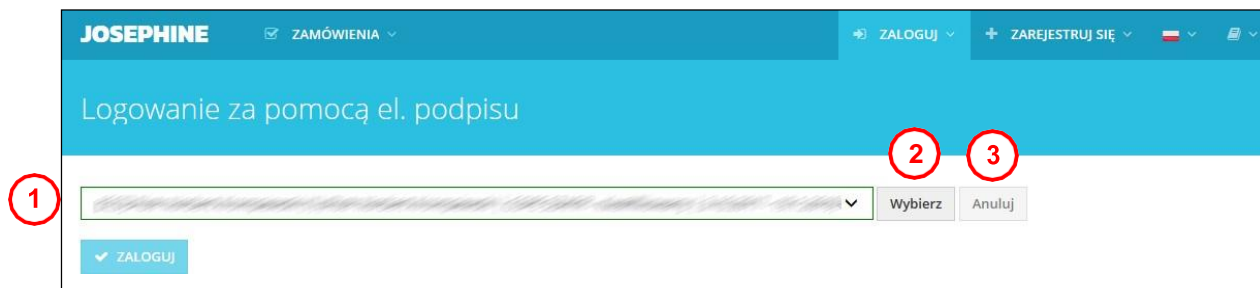 JOSEPHINE ZAMÓWIENIA ZALOGUJ ZAREJESTRUJ SIĘ
Logowanie za pomocą el. podpisu
2 3
1
Wybierz Anuluj
ZALOGUJ